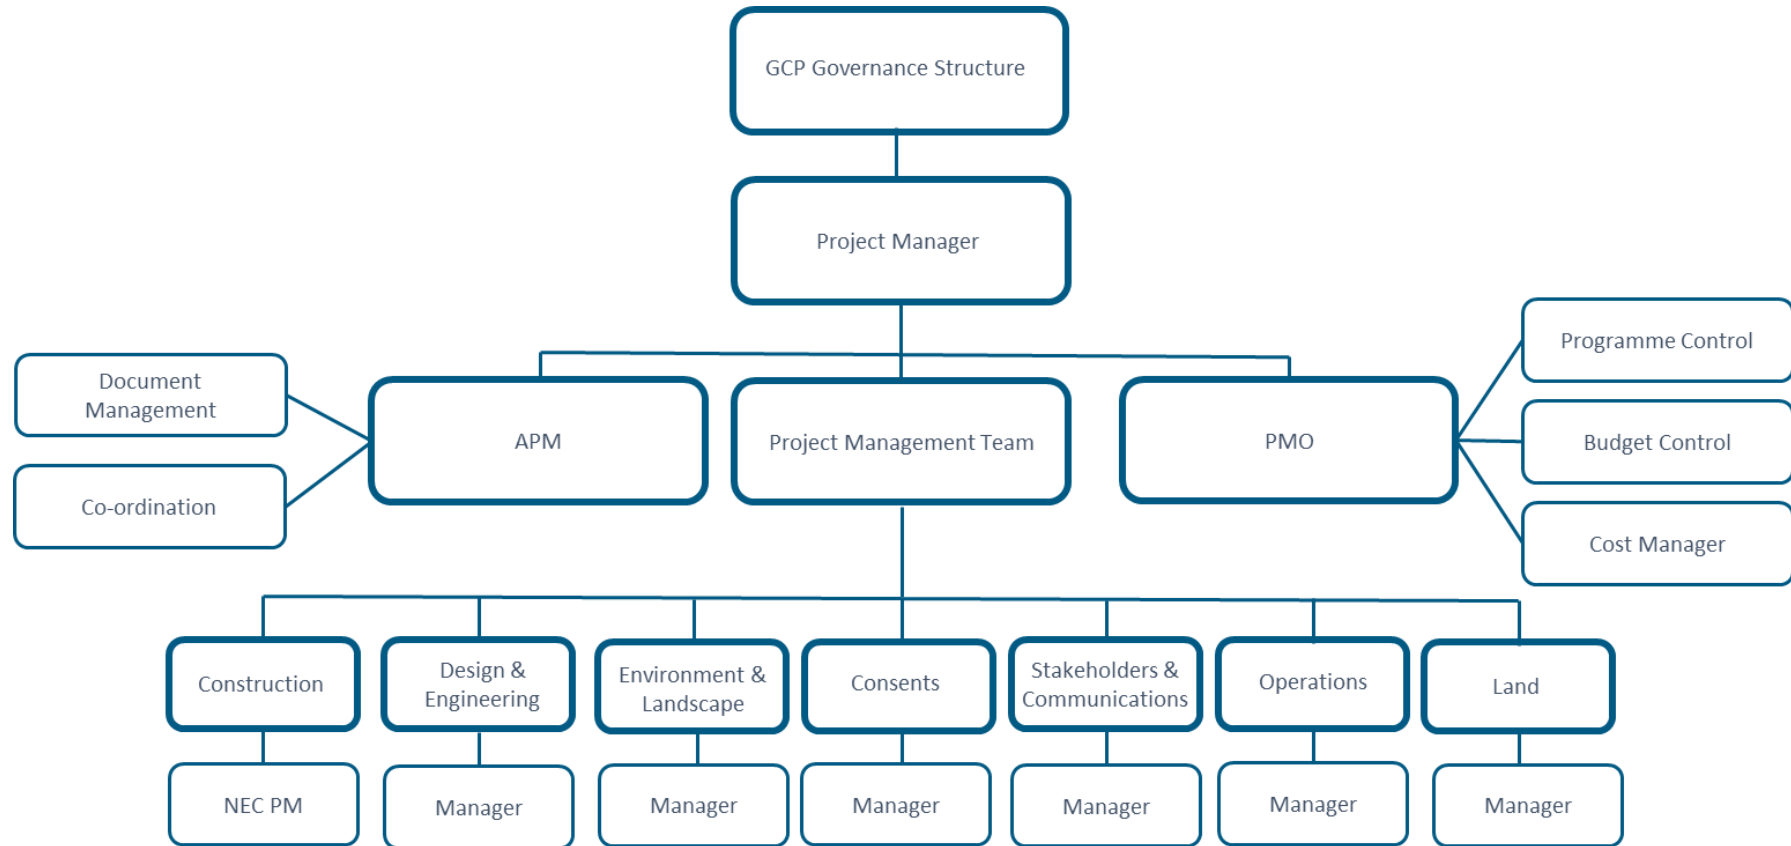 GCP Governance Structure
Project Manager
Document
Management
Co-ordination
APM
Project Management Team
PMO
Programme Control
Budget Control
Cost Manager
Construction
Design &
Engineering
Environment &
Landscape
Consents
Stakeholders &
Communications
Operations
Land
NEC PM
Manager
Manager
Manager
Manager
Manager
Manager